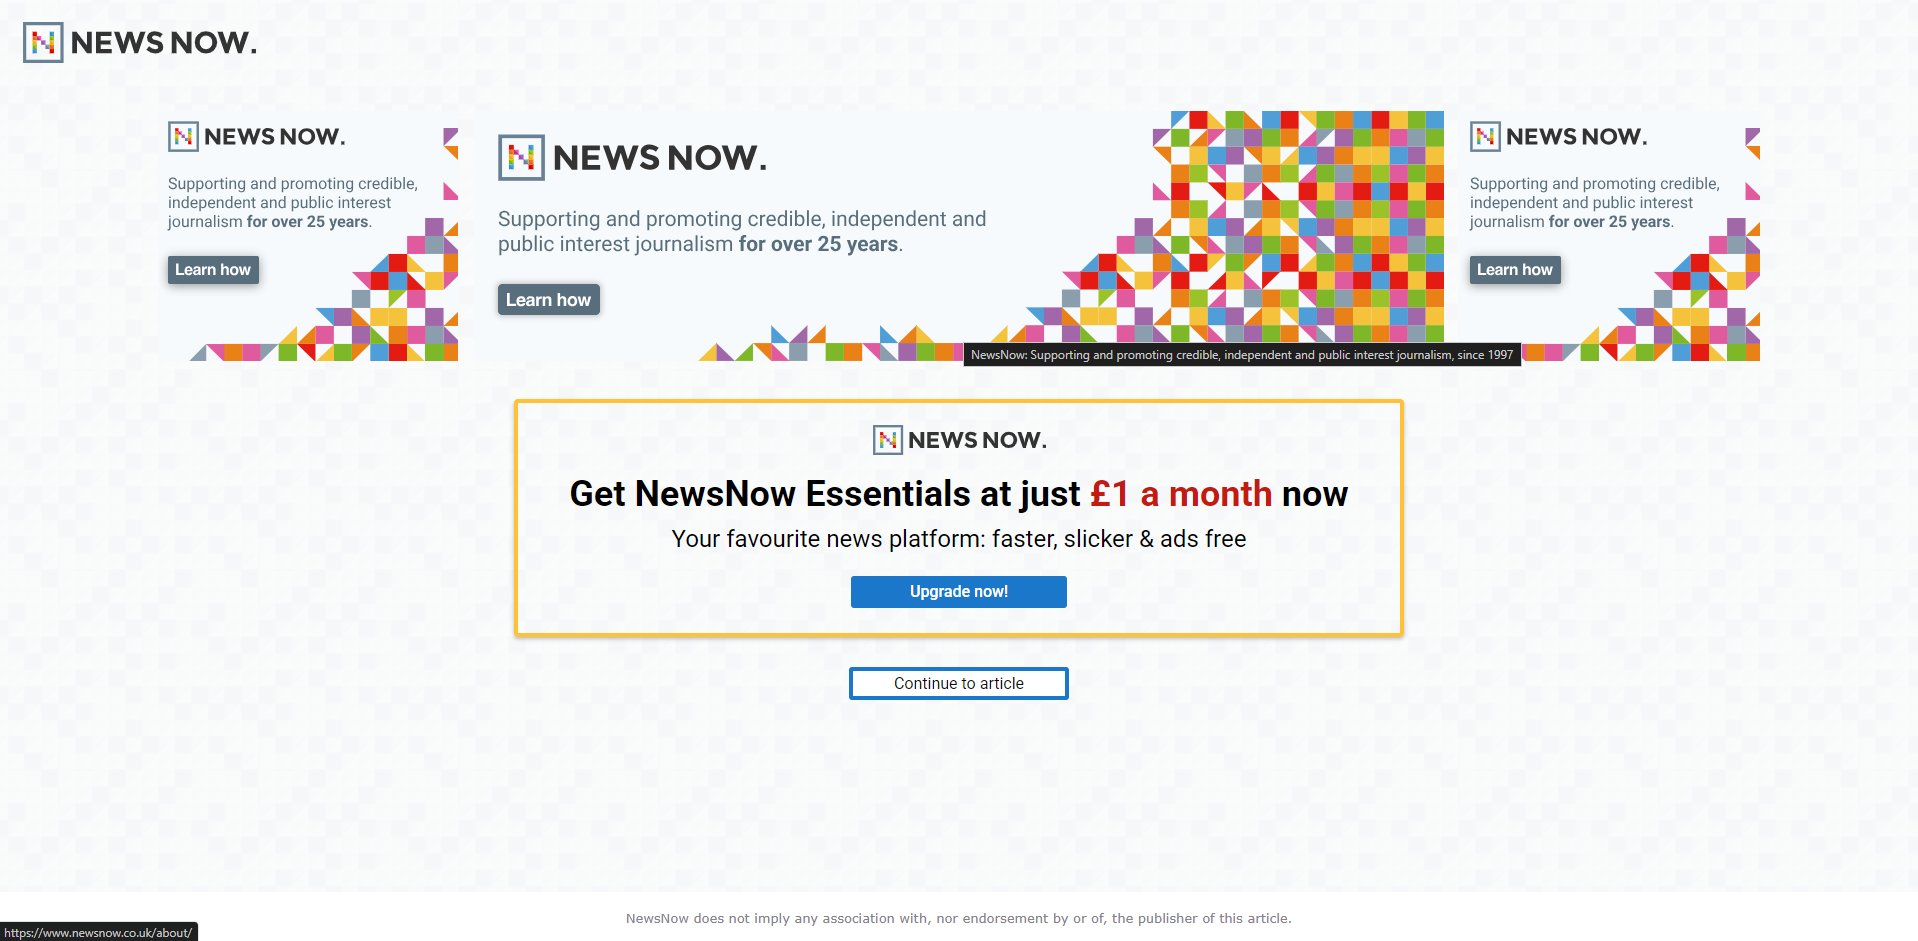 NEWS NOW.
NEWS NOW.
Supporting and promoting credible,
independent and public interest
journalism for over 25 years.
Learn how
NEWS NOW.
Supporting and promoting credible, independent and
public interest journalism for over 25 years.
Learn how
NEWS NOW.
Supporting and promoting credible,
independent and public interest
journalism for over 25 years.
Learn how
NewsNow: Supporting and promoting credible, independent and public interest journalism, since 1997
NEWS NOW.
Get NewsNow Essentials at just £1 a month now
Your favourite news platform: faster, slicker & ads free
Upgrade now!
Continue to article
NewsNow does not imply any association with, nor endorsement by or of, the publisher of this article.
https://www.newsnow.co.uk/about/